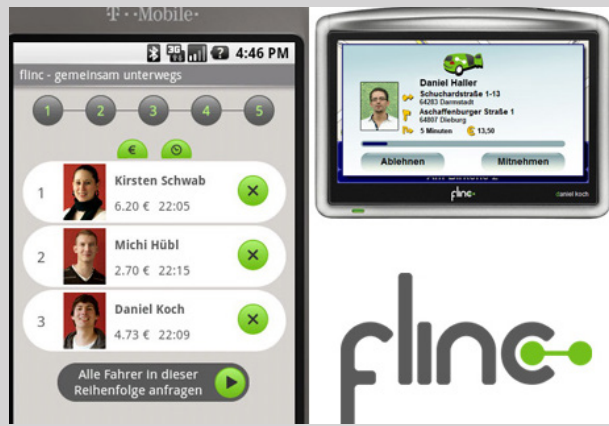 T··Mobile·
3G
4:46 PM
flinc - gemeinsam unterwegs
1 2 3 4 5
€
1
Kirsten Schwab
6.20 € 22:05
2
Michi Hübl
2.70 € 22:15
3
Daniel Koch
4.73 € 22:09
Alle Fahrer in dieser
Reihenfolge anfragen
Daniel Haller
Schuchardstraße 1-13
64283 Darmstadt
Aschaffenburger Straße 1
64807 Dieburg
5 Minuten € 13,50
Ablehnen Mitnehmen
flinc
daniel koch
flinc